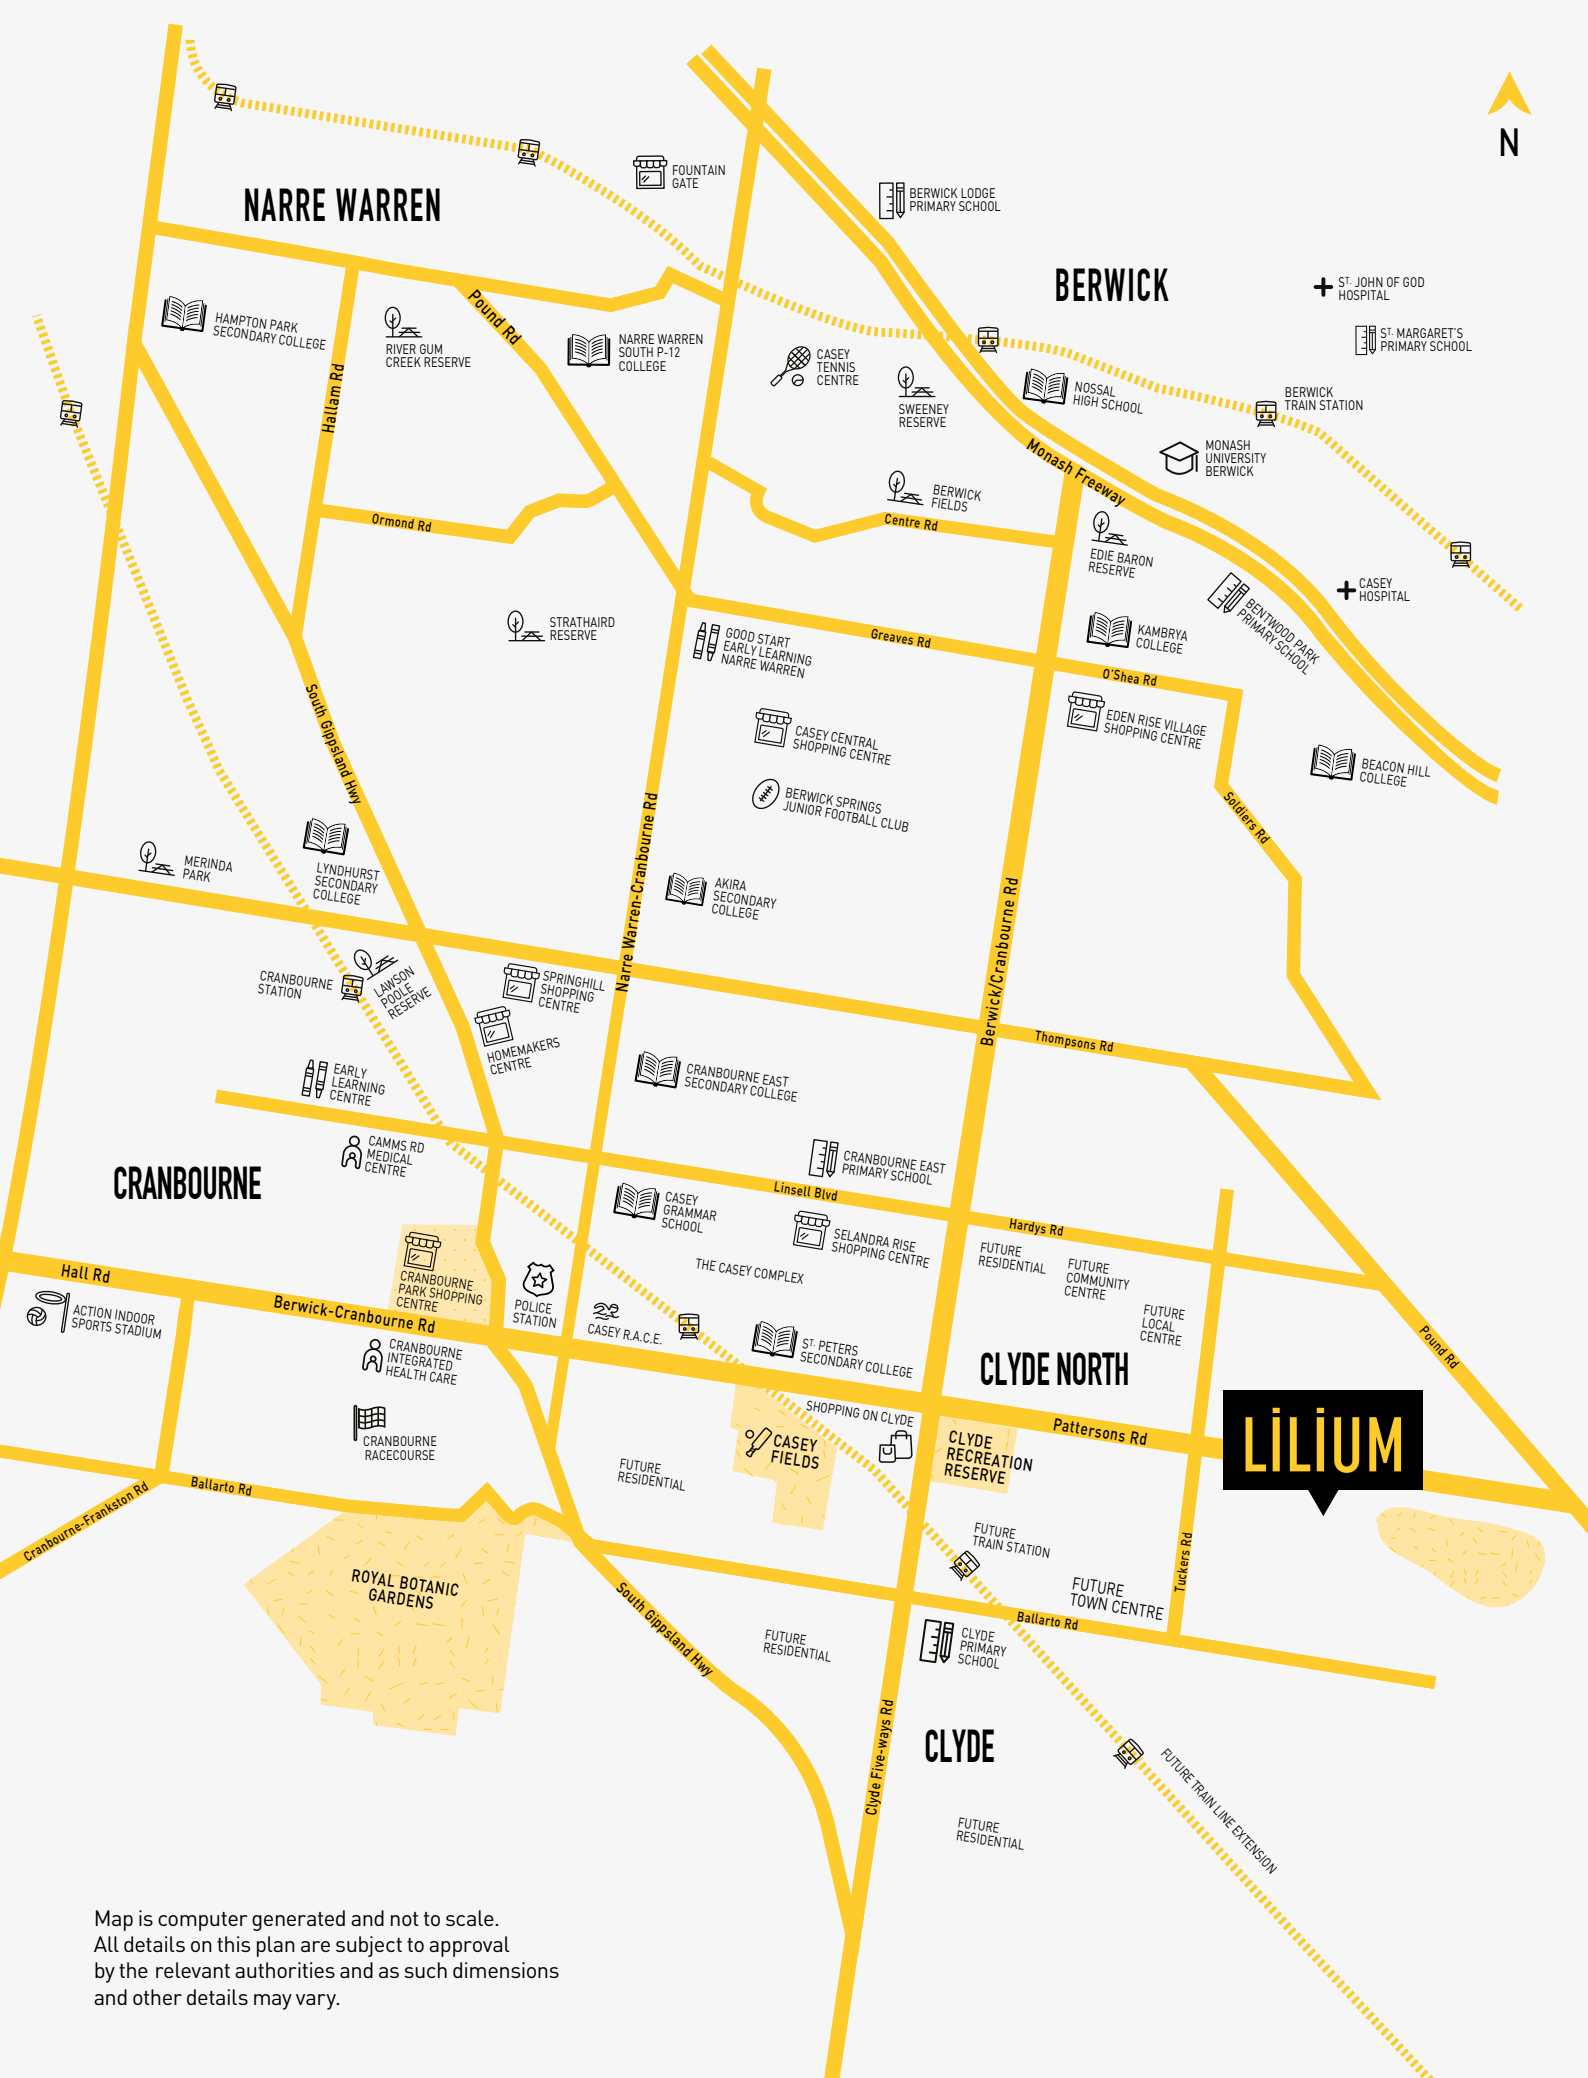 N
FOUNTAIN
GATE
BERWICK LODGE
PRIMARY SCHOOL
NARRE WARREN
BERWICK
ST. JOHN OF GOD
HOSPITAL
ST. MARGARET'S
PRIMARY SCHOOL
HAMPTON PARK
SECONDARY COLLEGE
RIVER GUM
CREEK RESERVE
Pound Rd
NARRE WARREN
SOUTH P-12
COLLEGE
CASEY
TENNIS
CENTRE
SWEENEY
RESERVE
NOSSAL
HIGH SCHOOL
BERWICK
TRAIN STATION
Hallam Rd
Monash Freeway
MONASH
UNIVERSITY
BERWICK
BERWICK
FIELDS
Ormond Rd
Centre Rd
EDIE BARON
RESERVE
BENTWOOD PARK
PRIMARY SCHOOL
CASEY
HOSPITAL
STRATHAIRD
RESERVE
GOOD START
EARLY LEARNING
NARRE WARREN
Greaves Rd
KAMBRYA
COLLEGE
O'Shea Rd
South Gippsland Hwy
CASEY CENTRAL
SHOPPING CENTRE
EDEN RISE VILLAGE
SHOPPING CENTRE
BEACON HILL
COLLEGE
BERWICK SPRINGS
JUNIOR FOOTBALL CLUB
Soldiers Rd
MERINDA
PARK
LYNDHURST
SECONDARY
COLLEGE
Narre Warren-Cranbourne Rd
AKIRA
SECONDARY
COLLEGE
Berwick/Cranbourne Rd
CRANBOURNE
STATION
LAWSON
POOLE
RESERVE
SPRINGHILL
SHOPPING
CENTRE
HOMEMAKERS
CENTRE
Thompsons Rd
EARLY
LEARNING
CENTRE
CRANBOURNE EAST
SECONDARY COLLEGE
CAMMS RD
MEDICAL
CENTRE
CRANBOURNE
CRANBOURNE EAST
PRIMARY SCHOOL
Linsell Blvd
CASEY
GRAMMAR
SCHOOL
SELANDRA RISE
SHOPPING CENTRE
Hardys Rd
FUTURE
RESIDENTIAL
FUTURE
COMMUNITY
CENTRE
FUTURE
LOCAL
CENTRE
THE CASEY COMPLEX
Hall Rd
CRANBOURNE
PARK SHOPPING
CENTRE
POLICE
STATION
ACTION INDOOR
SPORTS STADIUM
Berwick-Cranbourne Rd
CASEY R.A.C.E.
CRANBOURNE
INTEGRATED
HEALTH CARE
ST. PETERS
SECONDARY COLLEGE
CLYDE NORTH
Pound Rd
SHOPPING ON CLYDE
CRANBOURNE
RACECOURSE
CASEY
FIELDS
CLYDE
RECREATION
RESERVE
Pattersons Rd
LiLiUM
FUTURE
RESIDENTIAL
Ballarto Rd
Cranbourne-Frankston Rd
FUTURE
TRAIN STATION
Tuckers Rd
ROYAL BOTANIC
GARDENS
FUTURE
TOWN CENTRE
South Gippsland Hwy
Ballarto Rd
FUTURE
RESIDENTIAL
CLYDE
PRIMARY
SCHOOL
Clyde Five-ways Rd
CLYDE
FUTURE TRAIN LINE EXTENSION
FUTURE
RESIDENTIAL
Map is computer generated and not to scale.
All details on this plan are subject to approval
by the relevant authorities and as such dimensions
and other details may vary.